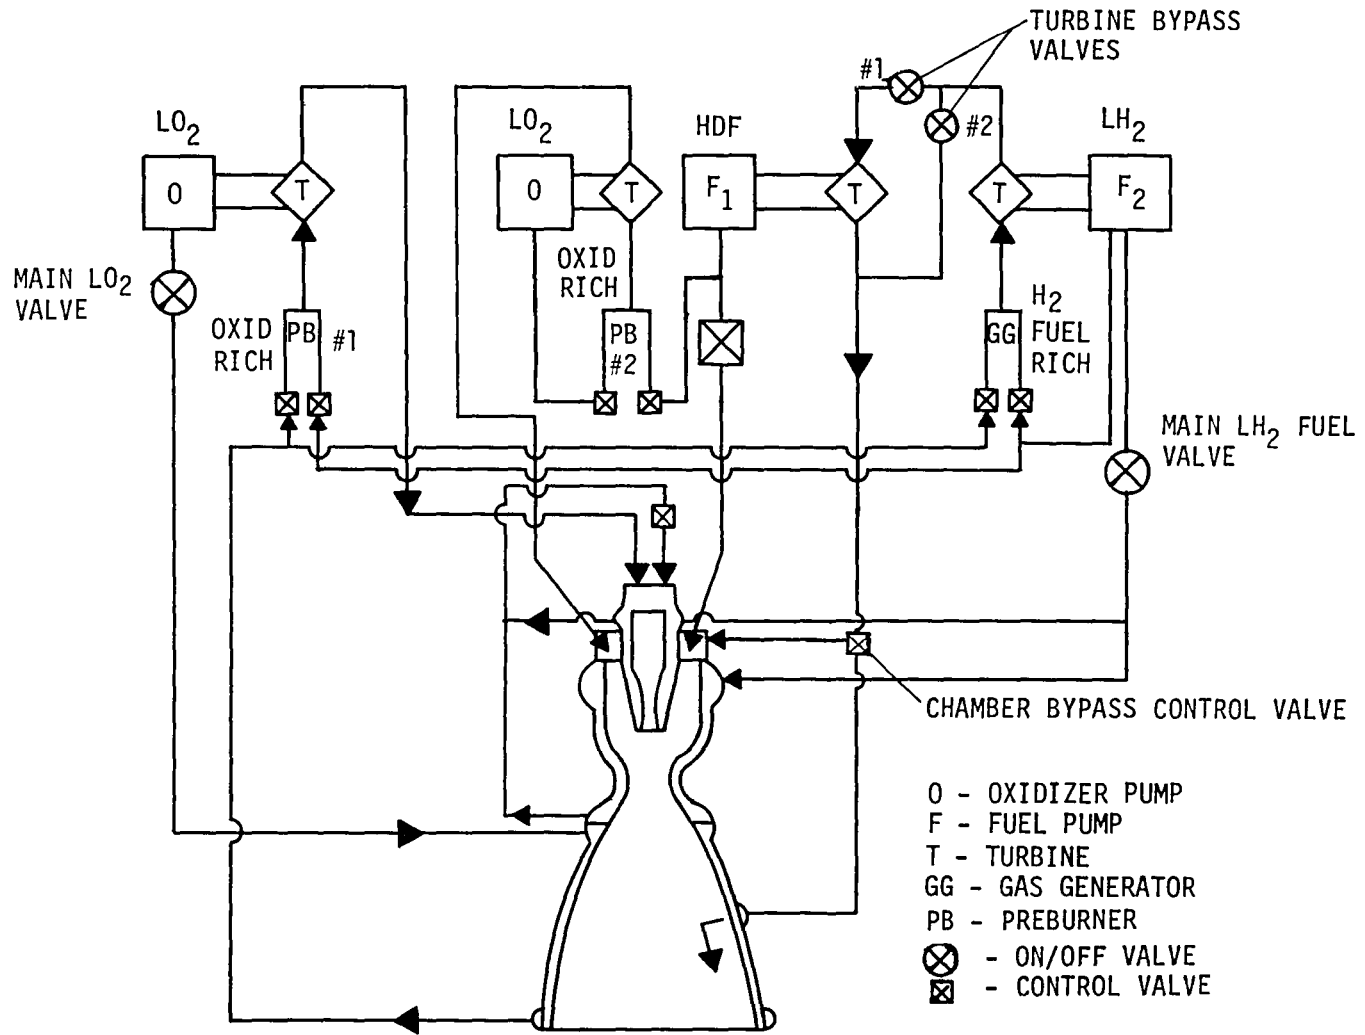 TURBINE BYPASS
VALVES
#1
#2
LO2
LO2
HDF
LH2
O
T
O
T
F1
T
T
F2
MAIN LO2
VALVE
OXID
RICH
PB
#1
OXID
RICH
PB
#2
GG
H2
FUEL
RICH
MAIN LH2 FUEL
VALVE
CHAMBER BYPASS CONTROL VALVE
O - OXIDIZER PUMP
F - FUEL PUMP
T - TURBINE
GG - GAS GENERATOR
PB - PREBURNER
- ON/OFF VALVE
- CONTROL VALVE